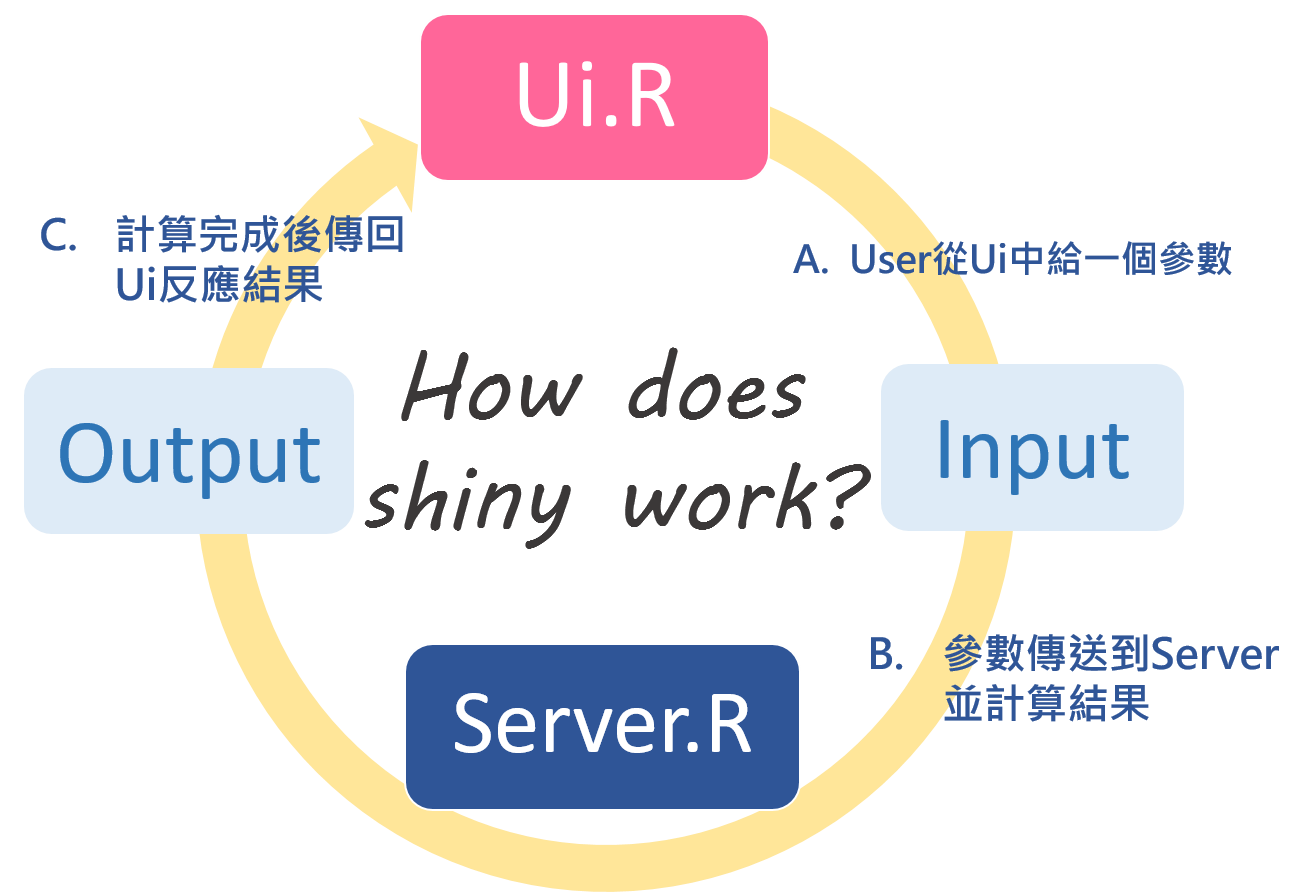 Ui.R
C. 計算完成後傳回
Ui反應結果
A. User從Ui中給一個參數
How does
shiny work?
Output
Input
B. 參數傳送到Server
並計算結果
Server.R